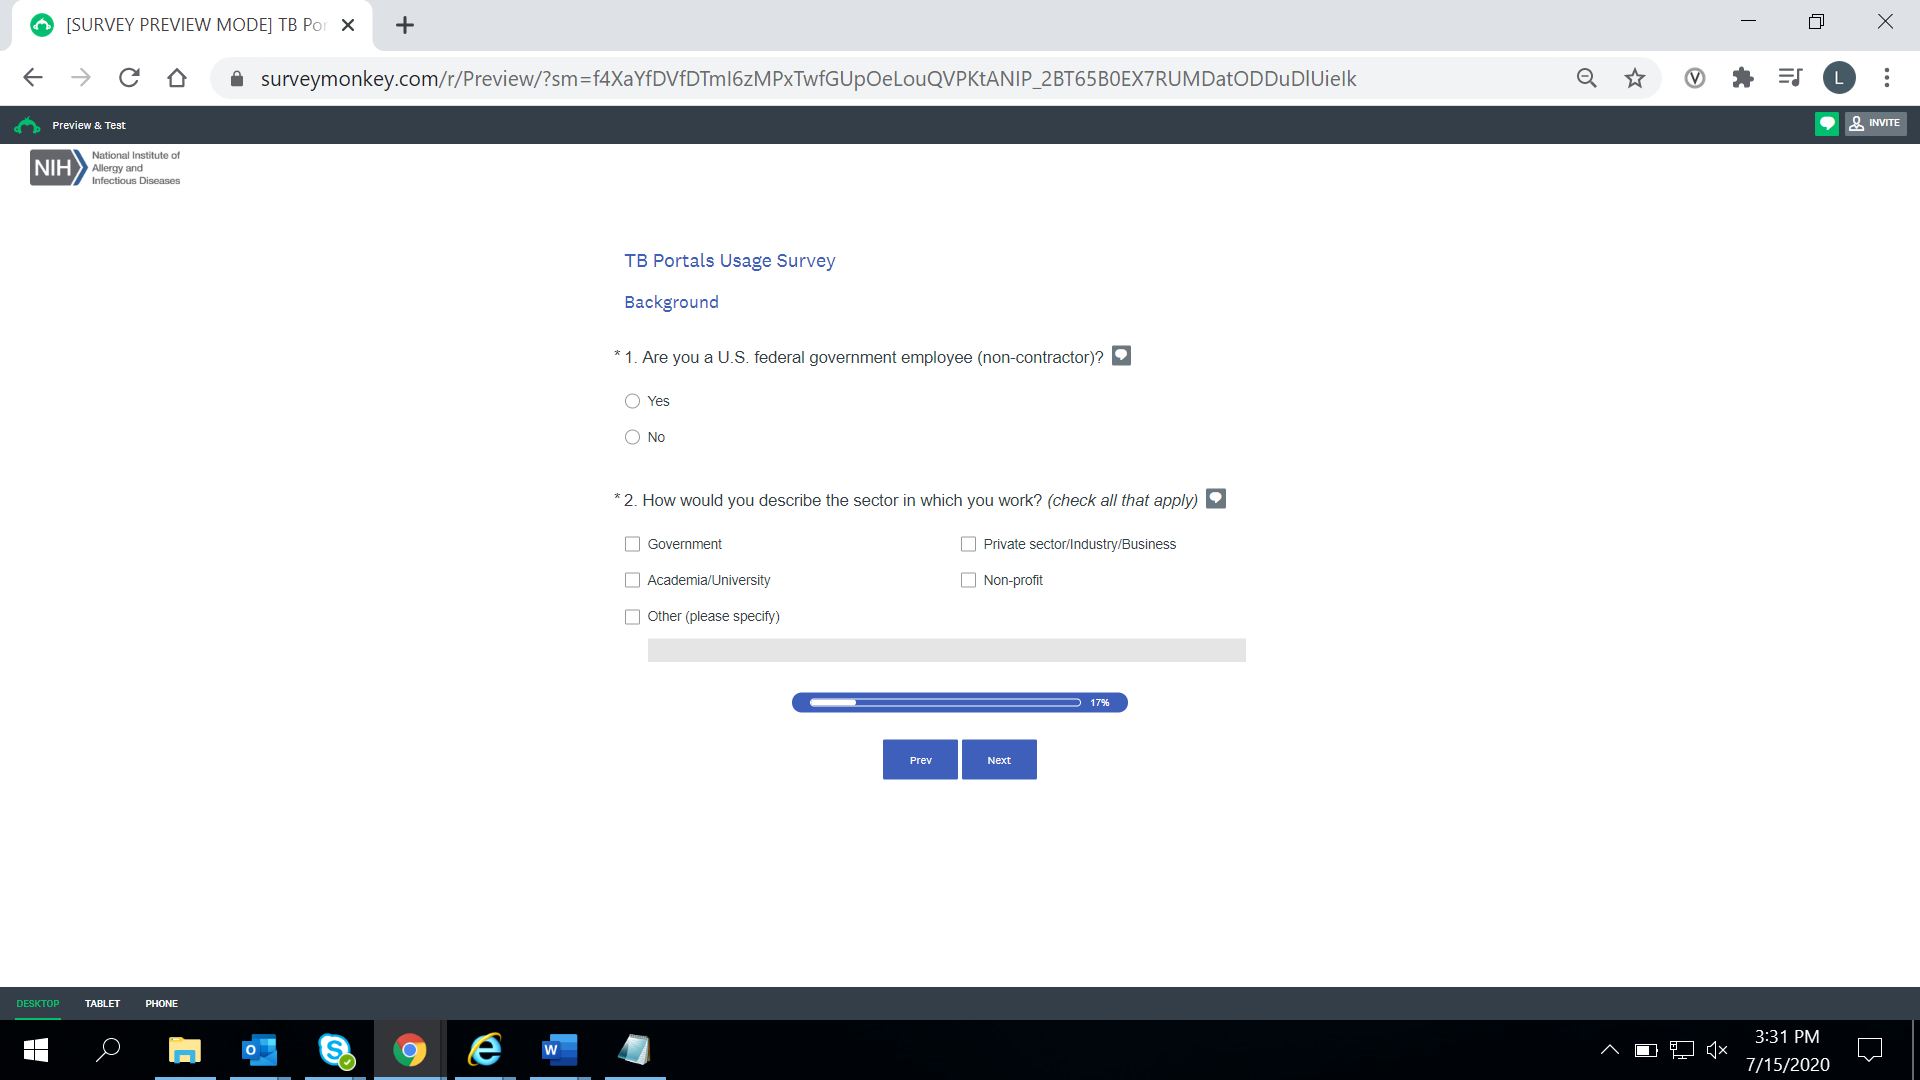 [SURVEY PREVIEW MODE] TB Por
surveymonkey.com/r/Preview/?sm=f4XaYfDVfDTml6zMPxTwfGUpOeLouQVPKtANIP_2BT65B0EX7RUMDatODDuDlUieIk
L
Preview & Test
INVITE
NIH
National Institute of
Allergy and
Infectious Diseases
TB Portals Usage Survey
Background
* 1. Are you a U.S. federal government employee (non-contractor)?
Yes
No
* 2. How would you describe the sector in which you work? (check all that apply)
Government
Private sector/Industry/Business
Academia/University
Non-profit
Other (please specify)
17%
Prev
Next
DESKTOP
TABLET
PHONE
3:31 PM
7/15/2020